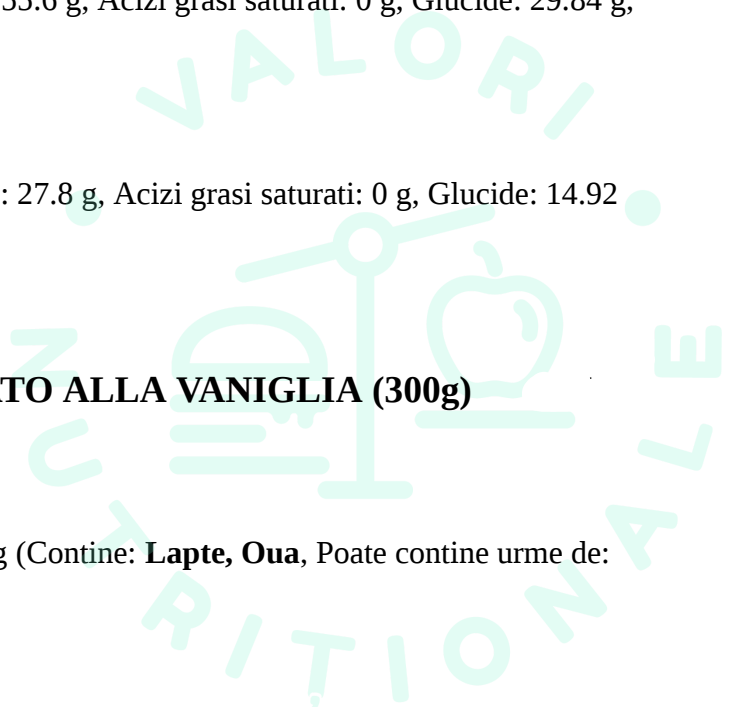 55.6 g, Acizi grasi saturati: 0 g, Glucide: 29.84 g,
VALORI
: 27.8 g, Acizi grasi saturati: 0 g, Glucide: 14.92
TO ALLA VANIGLIA (300g)
g (Contine: Lapte, Oua, Poate contine urme de:
NUTRITIONALE